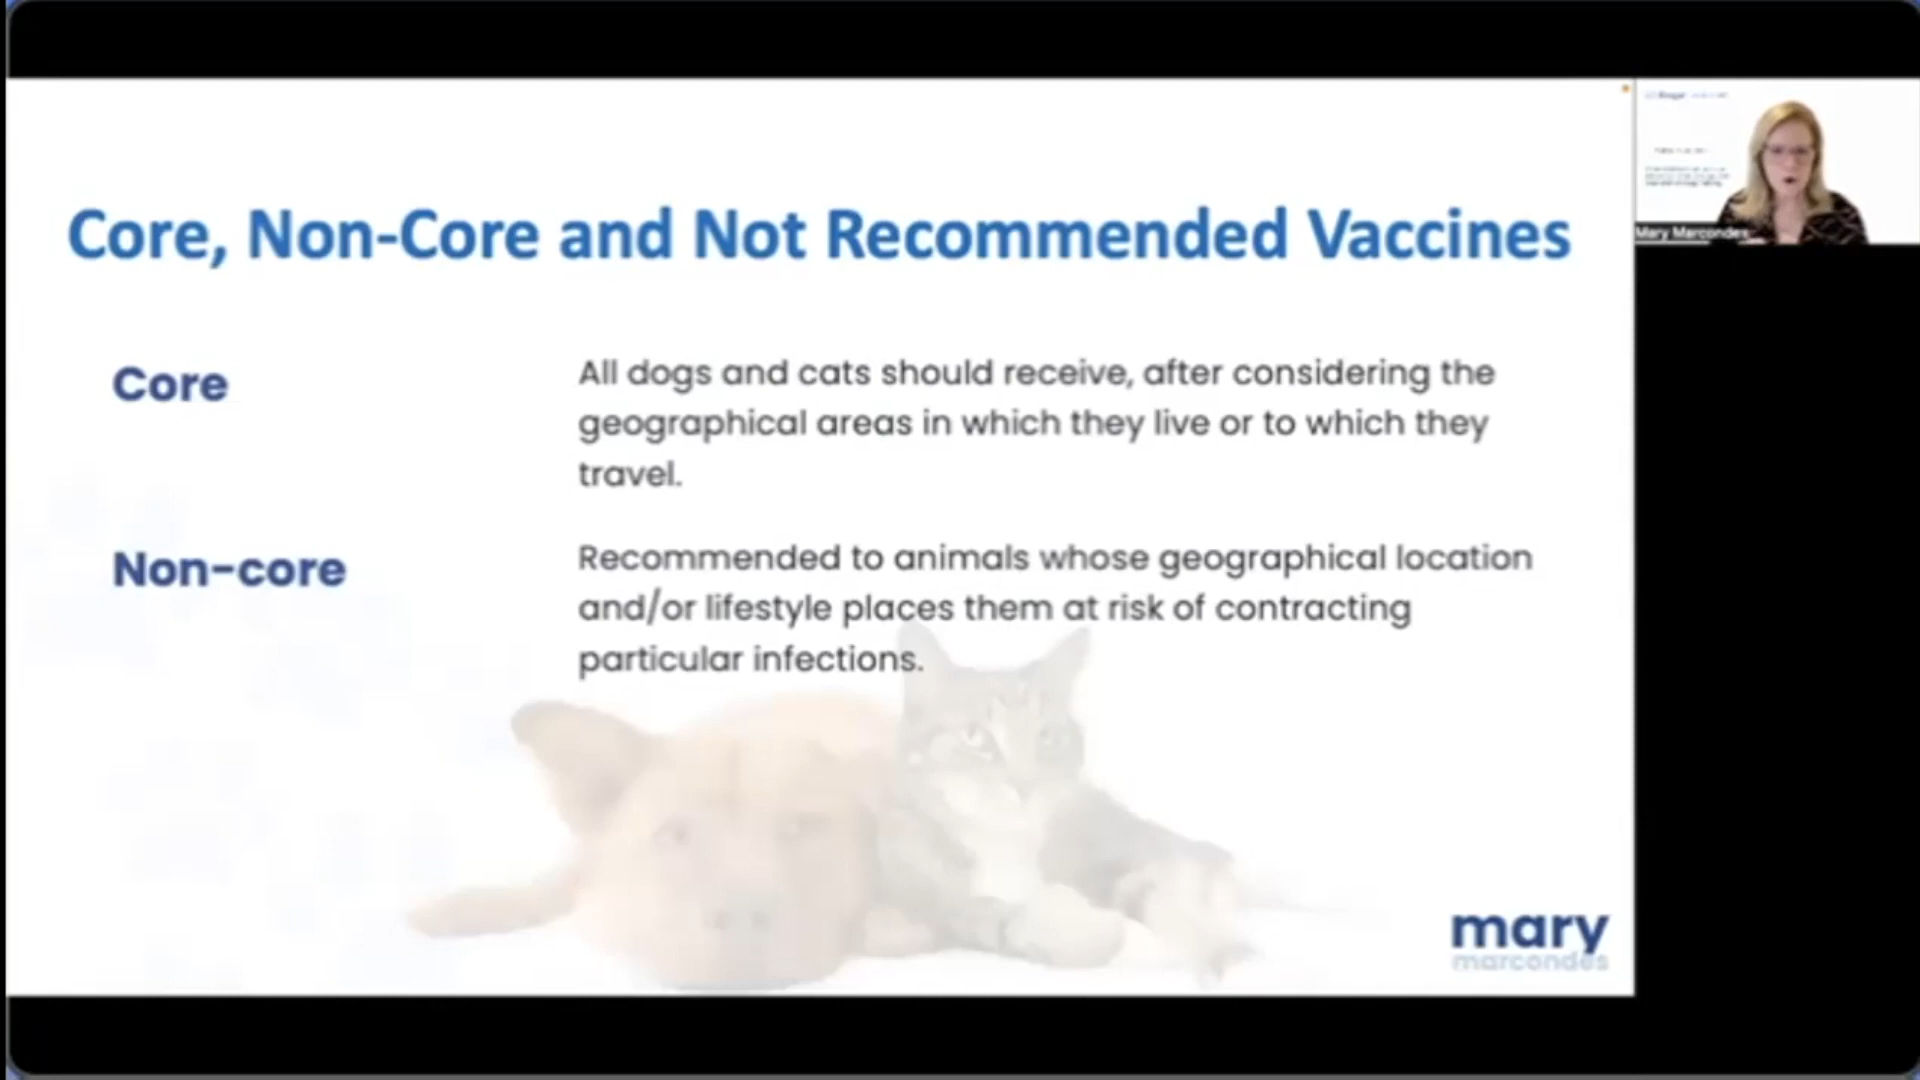 Core, Non-Core and Not Recommended Vaccines
Core
All dogs and cats should receive, after considering the
geographical areas in which they live or to which they
travel.
Non-core
Recommended to animals whose geographical location
and/or lifestyle places them at risk of contracting
particular infections.
mary
marcondes
Mary Marcondes